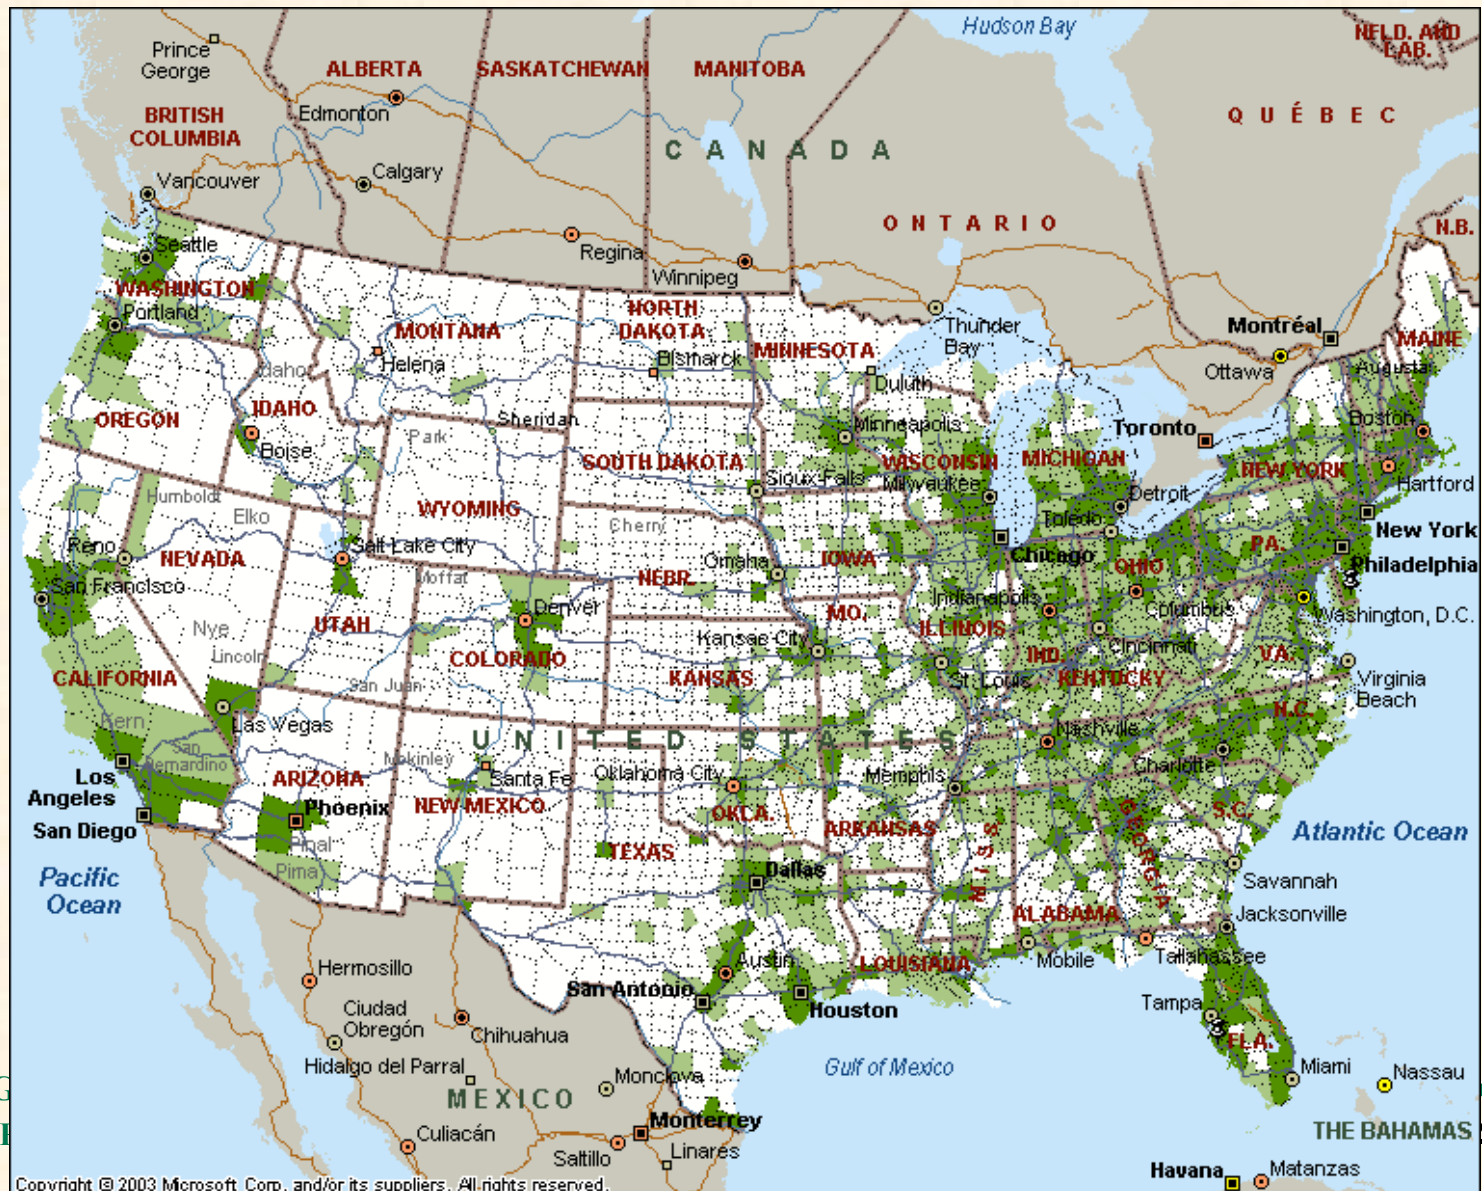 Hudson Bay
NFLD. AND
LAB.
Prince
George
ALBERTA
SASKATCHEWAN
MANITOBA
Edmonton
BRITISH
COLUMBIA
QUÉBEC
CANADA
Calgary
Vancouver
ONTARIO
N.B.
Seattle
Regina
Winnipeg
WASHINGTON
Portland
NORTH
DAKOTA
MONTANA
Helena
Bismarck
MINNESOTA
Duluth
Thunder
Bay
Montréal
Ottawa
MAINE
Augusta
Idaho
IDAHO
Boise
OREGON
Sheridan
Park
Minneapolis
Toronto
Boston
SOUTH DAKOTA
Sioux Falls
WISCONSIN
Milwaukee
MICHIGAN
NEW YORK
Hartford
Humboldt
Elko
WYOMING
Cherry
Detroit
Toledo
New York
Reno
NEVADA
Salt Lake City
Moffat
NEBR.
Omaha
IOWA
Chicago
OHIO
PA.
Philadelphia
San Francisco
Denver
Indianapolis
Columbus
Washington, D.C.
Nye
Lincoln
UTAH
COLORADO
Kansas City
MO.
ILLINOIS
IND.
Cincinnati
VA.
CALIFORNIA
San Juan
KANSAS
St. Louis
KENTUCKY
Virginia
Beach
Kern
Las Vegas
N.C.
Nashville
UNITED STATES
San
Bernardino
Mckinley
Santa Fe
Oklahoma City
Memphis
Charlotte
Los
Angeles
ARIZONA
Phoenix
NEW MEXICO
OKLA.
ARKANSAS
MISS
GEORGIA
S.C.
San Diego
Atlantic Ocean
Pinal
Pima
TEXAS
Dallas
Savannah
Pacific
Ocean
ALABAMA
Jacksonville
Hermosillo
Austin
LOUISIANA
Mobile
Tallahassee
San Antonio
Houston
Tampa
Ciudad
Obregón
Chihuahua
FLA.
Hidalgo del Parral
Monclova
Gulf of Mexico
Miami
Nassau
MEXICO
Monterrey
Culiacán
Saltillo
Linares
THE BAHAMAS
Havana
Matanzas
Copyright © 2003 Microsoft Corp. and/or its suppliers. All rights reserved.